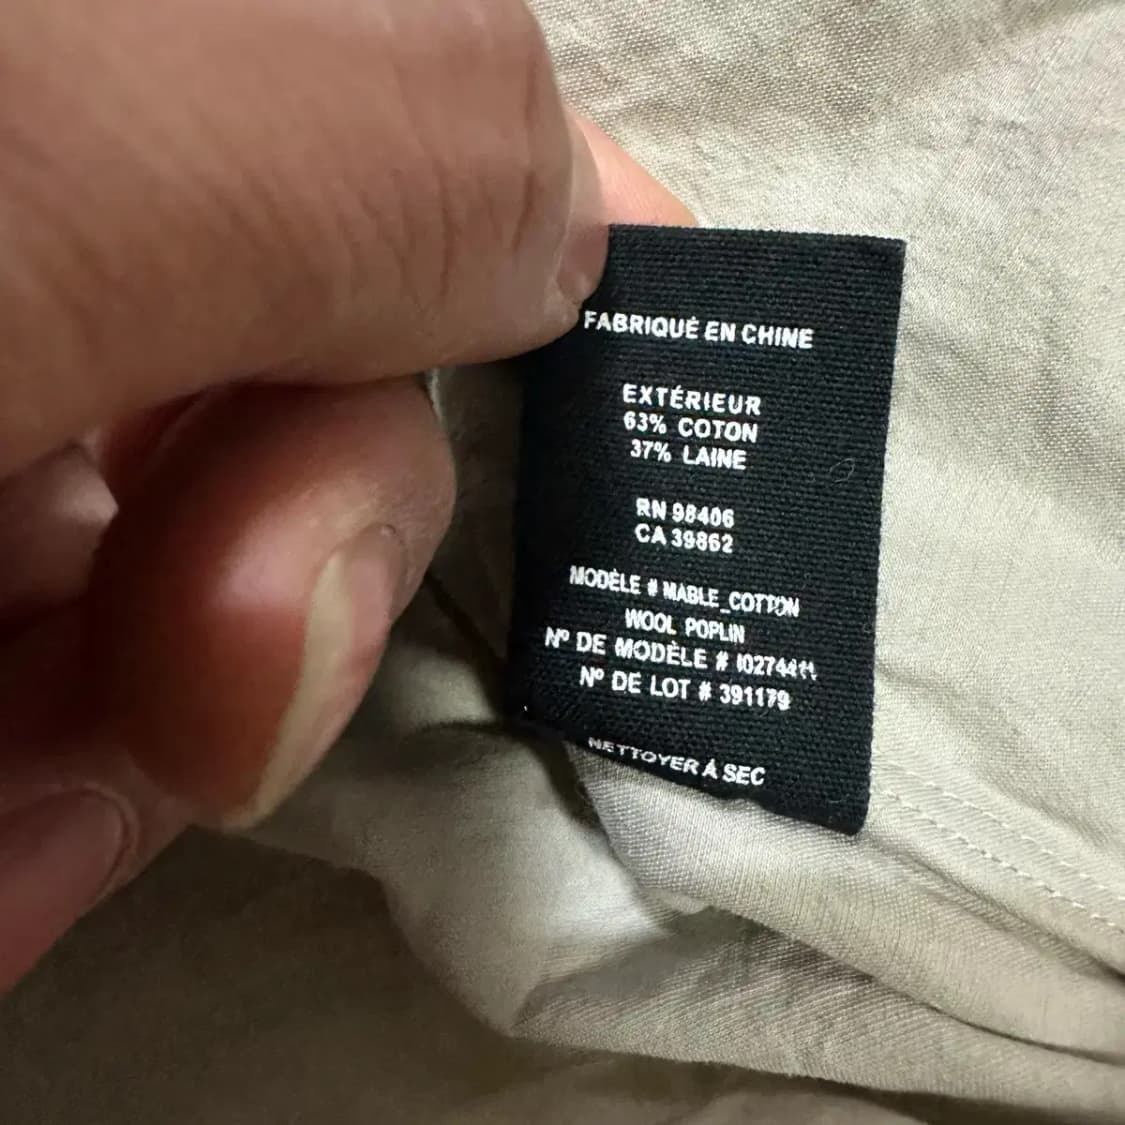 FABRIQUÉ EN CHINE
EXTÉRIEUR
63% COTON
37% LAINE
RN 98406
CA 39862
MODÈLE # MABLE_COTTON
WOOL POPLIN
Nº DE MODÈLE #
Nº DE LOT # 391179
NETTOYER À SEC